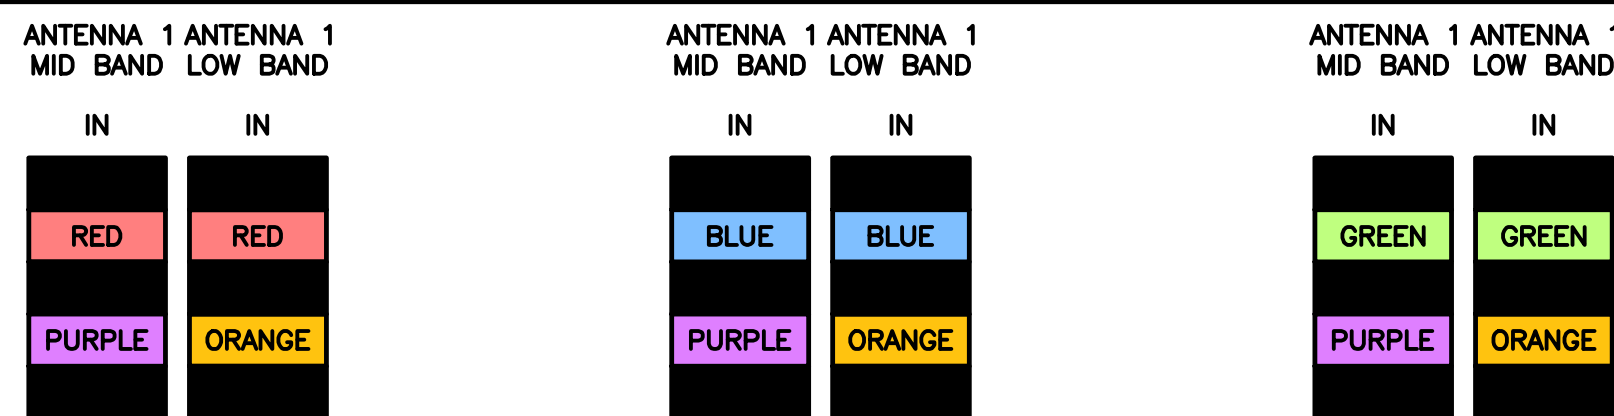 ANTENNA 1 ANTENNA 1 ANTENNA 1 ANTENNA 1 ANTENNA 1 ANTENNA 1
MID BAND LOW BAND MID BAND LOW BAND MID BAND LOW BAND
IN IN IN IN IN IN
RED RED BLUE BLUE GREEN GREEN
PURPLE ORANGE PURPLE ORANGE PURPLE ORANGE